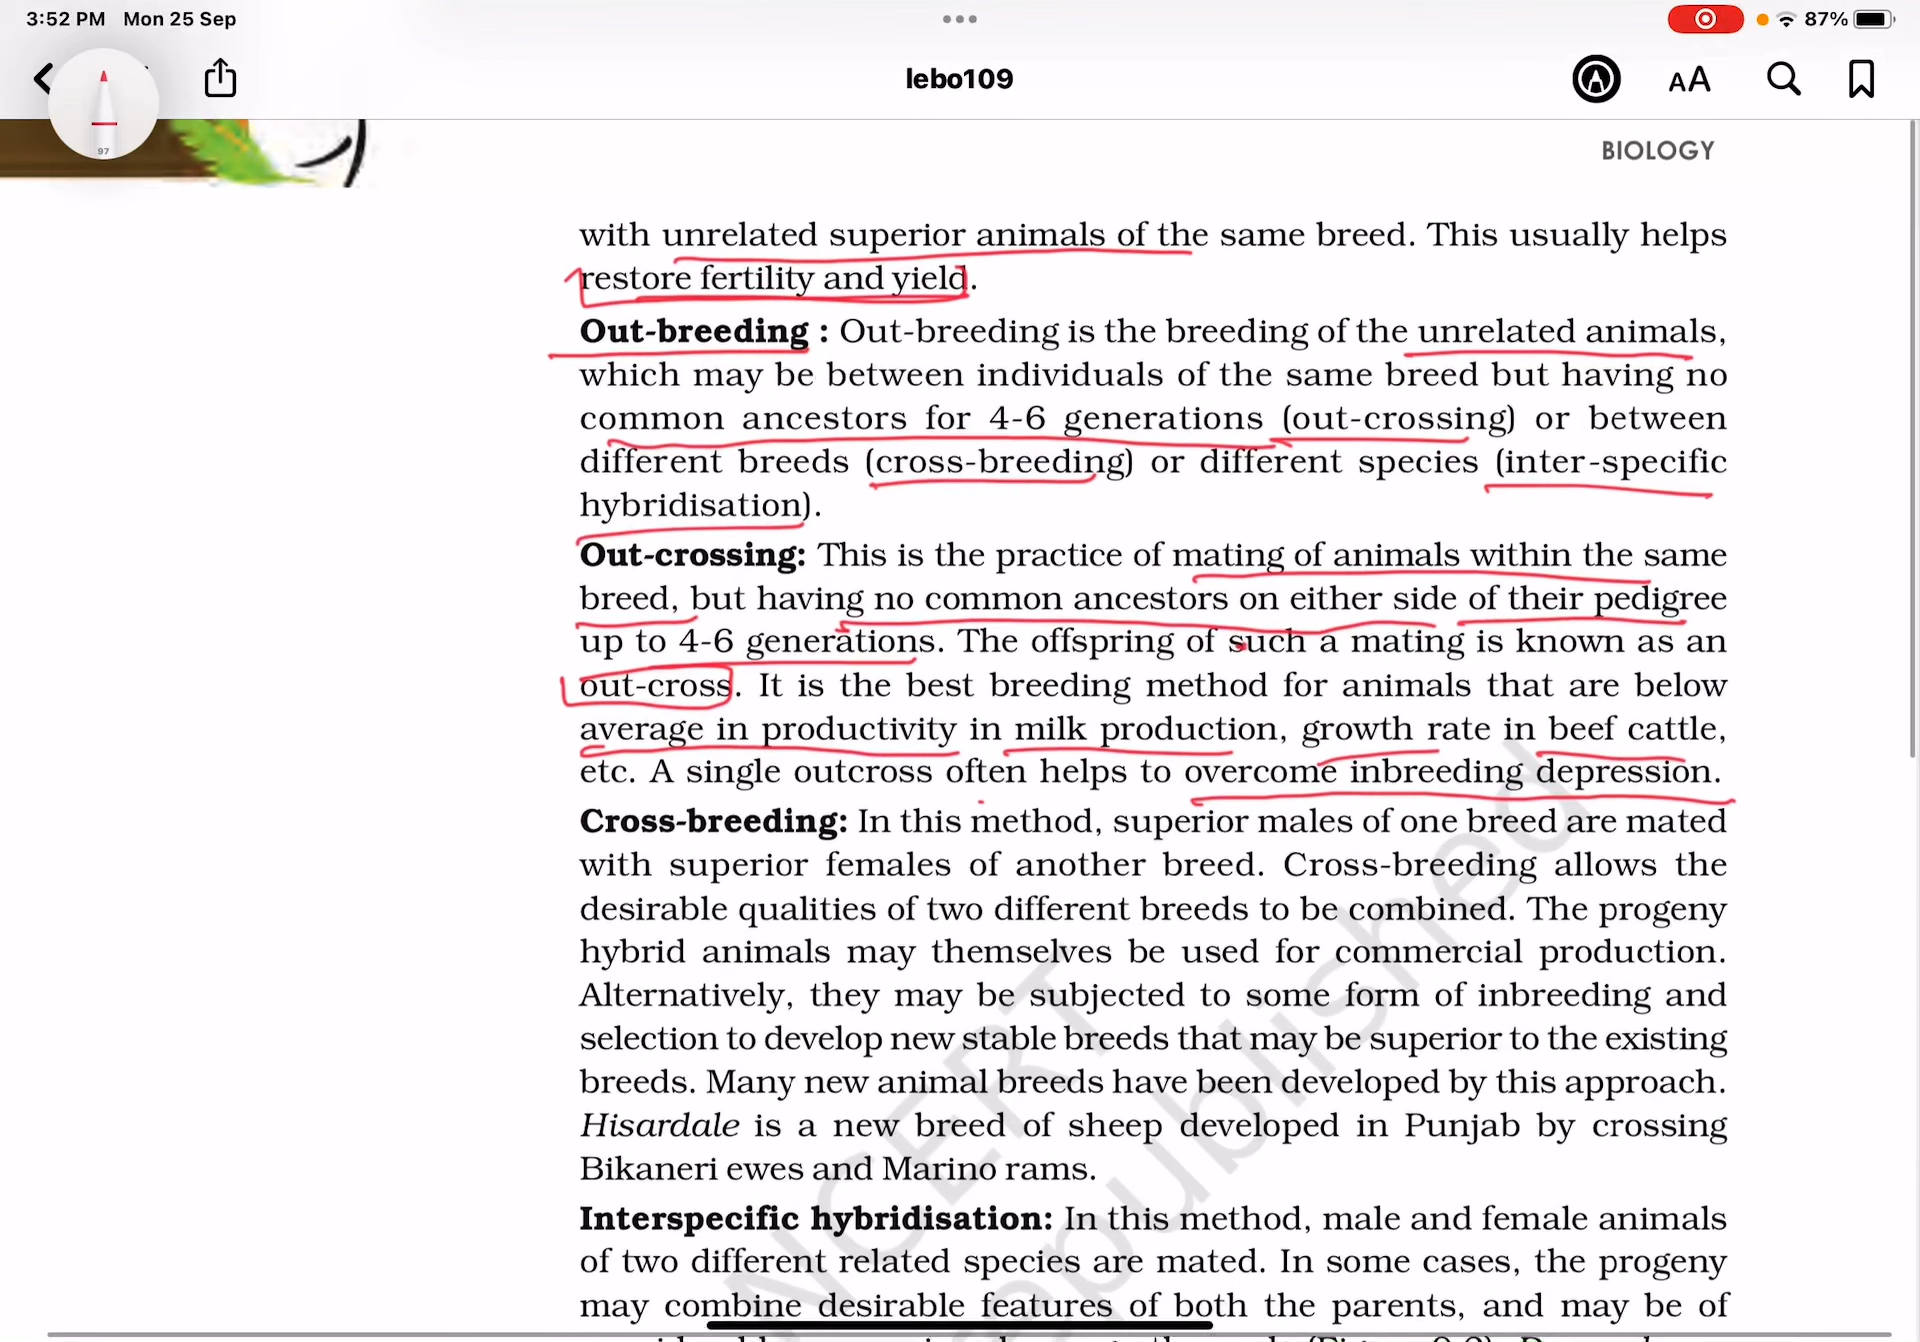 3:52 PM Mon 25 Sep
87%
lebo109
AA
97
BIOLOGY
with unrelated superior animals of the same breed. This usually helps
restore fertility and yield.
Out-breeding : Out-breeding is the breeding of the unrelated animals,
which may be between individuals of the same breed but having no
common ancestors for 4-6 generations (out-crossing) or between
different breeds (cross-breeding) or different species (inter-specific
hybridisation).
Out-crossing: This is the practice of mating of animals within the same
breed, but having no common ancestors on either side of their pedigree
up to 4-6 generations. The offspring of such a mating is known as an
out-cross. It is the best breeding method for animals that are below
average in productivity in milk production, growth rate in beef cattle,
etc. A single outcross often helps to overcome inbreeding depression.
Cross-breeding: In this method, superior males of one breed are mated
with superior females of another breed. Cross-breeding allows the
desirable qualities of two different breeds to be combined. The progeny
hybrid animals may themselves be used for commercial production.
Alternatively, they may be subjected to some form of inbreeding and
selection to develop new stable breeds that may be superior to the existing
breeds. Many new animal breeds have been developed by this approach.
Hisardale is a new breed of sheep developed in Punjab by crossing
Bikaneri ewes and Marino rams.
Interspecific hybridisation: In this method, male and female animals
of two different related species are mated. In some cases, the progeny
may combine desirable features of both the parents, and may be of
NCERT
republished